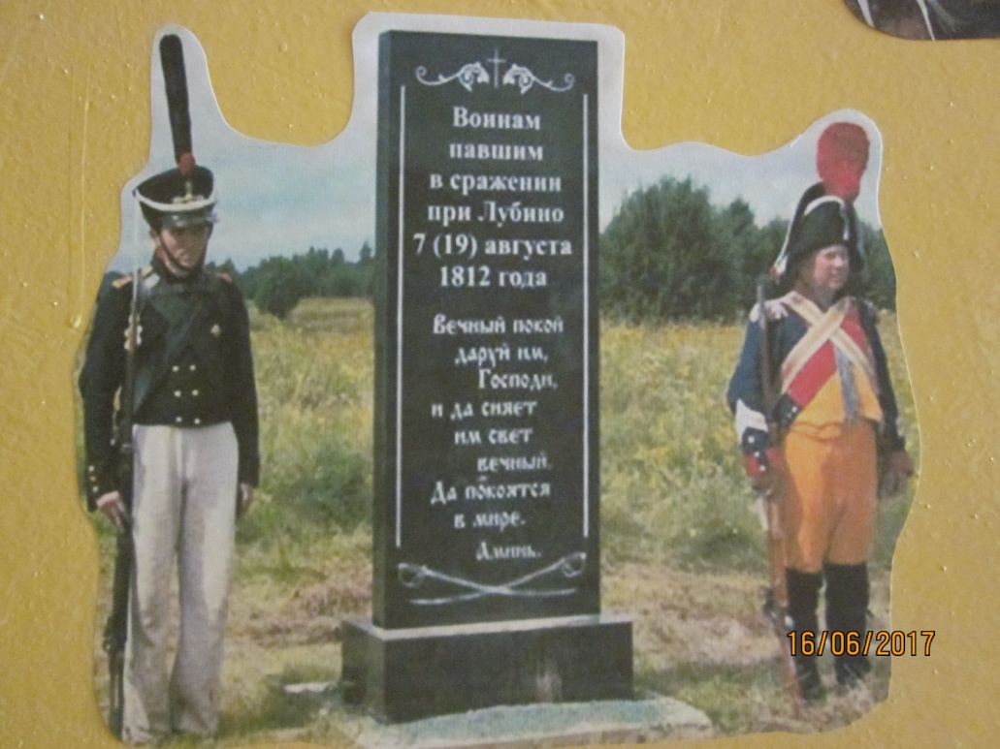 Воинам
павшим
в сражении
при Лубино
7 (19) августа
1812 года
Вечный покой
даруй им,
Господи,
и да сияет
им свет
вечный.
Да покоятся
в мире.
Аминь.
16/06/2017